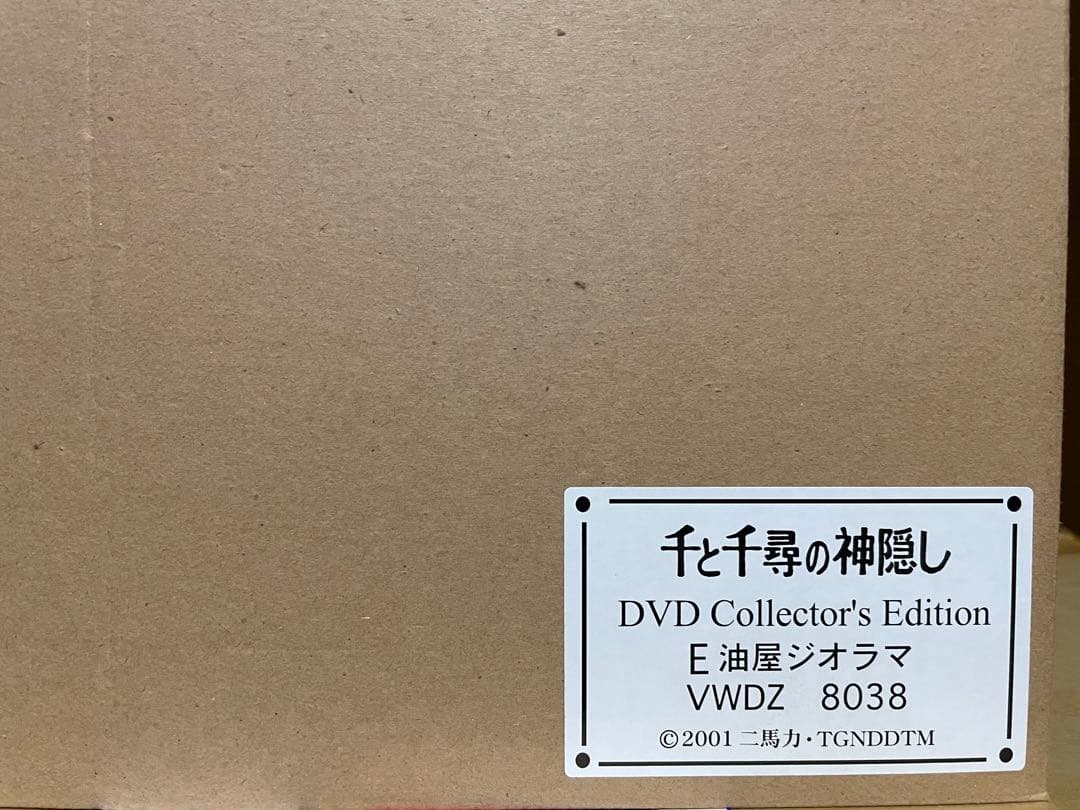 千と千尋の神隠し
DVD Collector's Edition
E 油屋ジオラマ
VWDZ 8038
©2001 二馬力・TGNDDTM